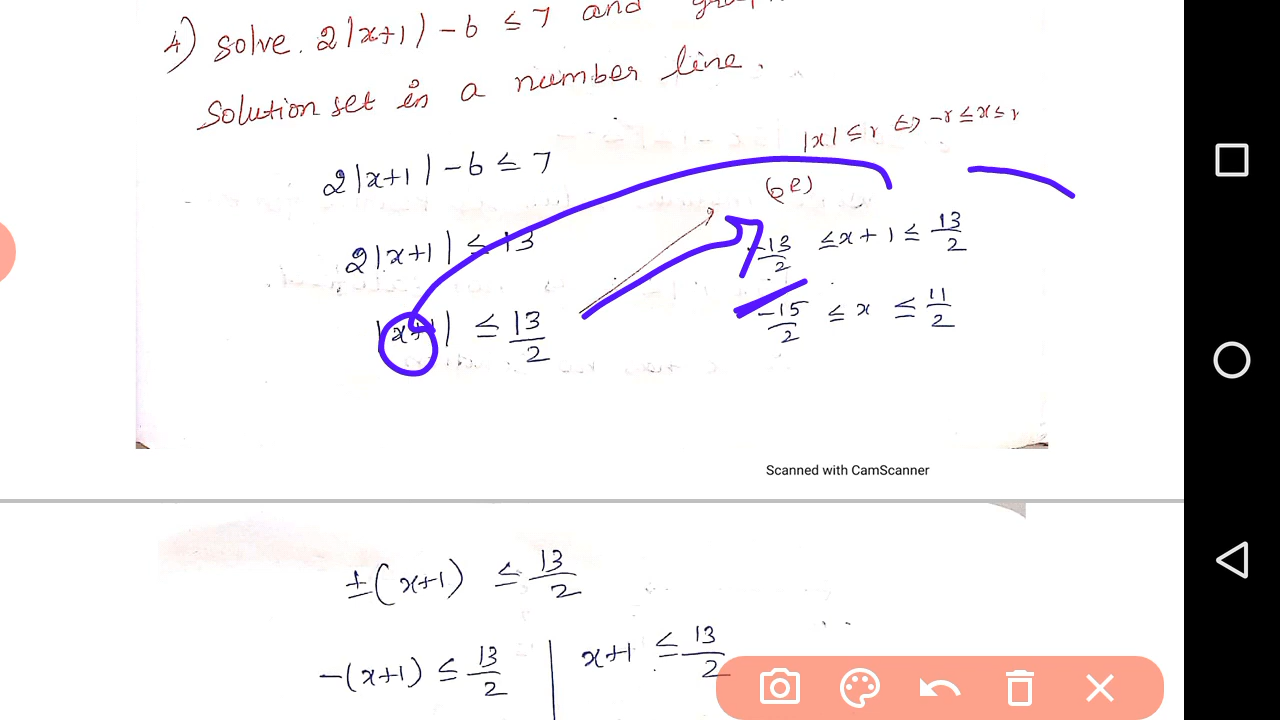 4) solve. 2|x+1| - 6 ≤ 7 and
Solution set in a number line.
|x| ≤ r ⇔ -r ≤ x ≤ r
2|x+1| - 6 ≤ 7
2|x+1| ≤ 13
|x+1| ≤ 13/2
-13/2 ≤ x + 1 ≤ 13/2
-15/2 ≤ x ≤ 11/2
Scanned with CamScanner
±(x+1) ≤ 13/2
-(x+1) ≤ 13/2 | x+1 ≤ 13/2